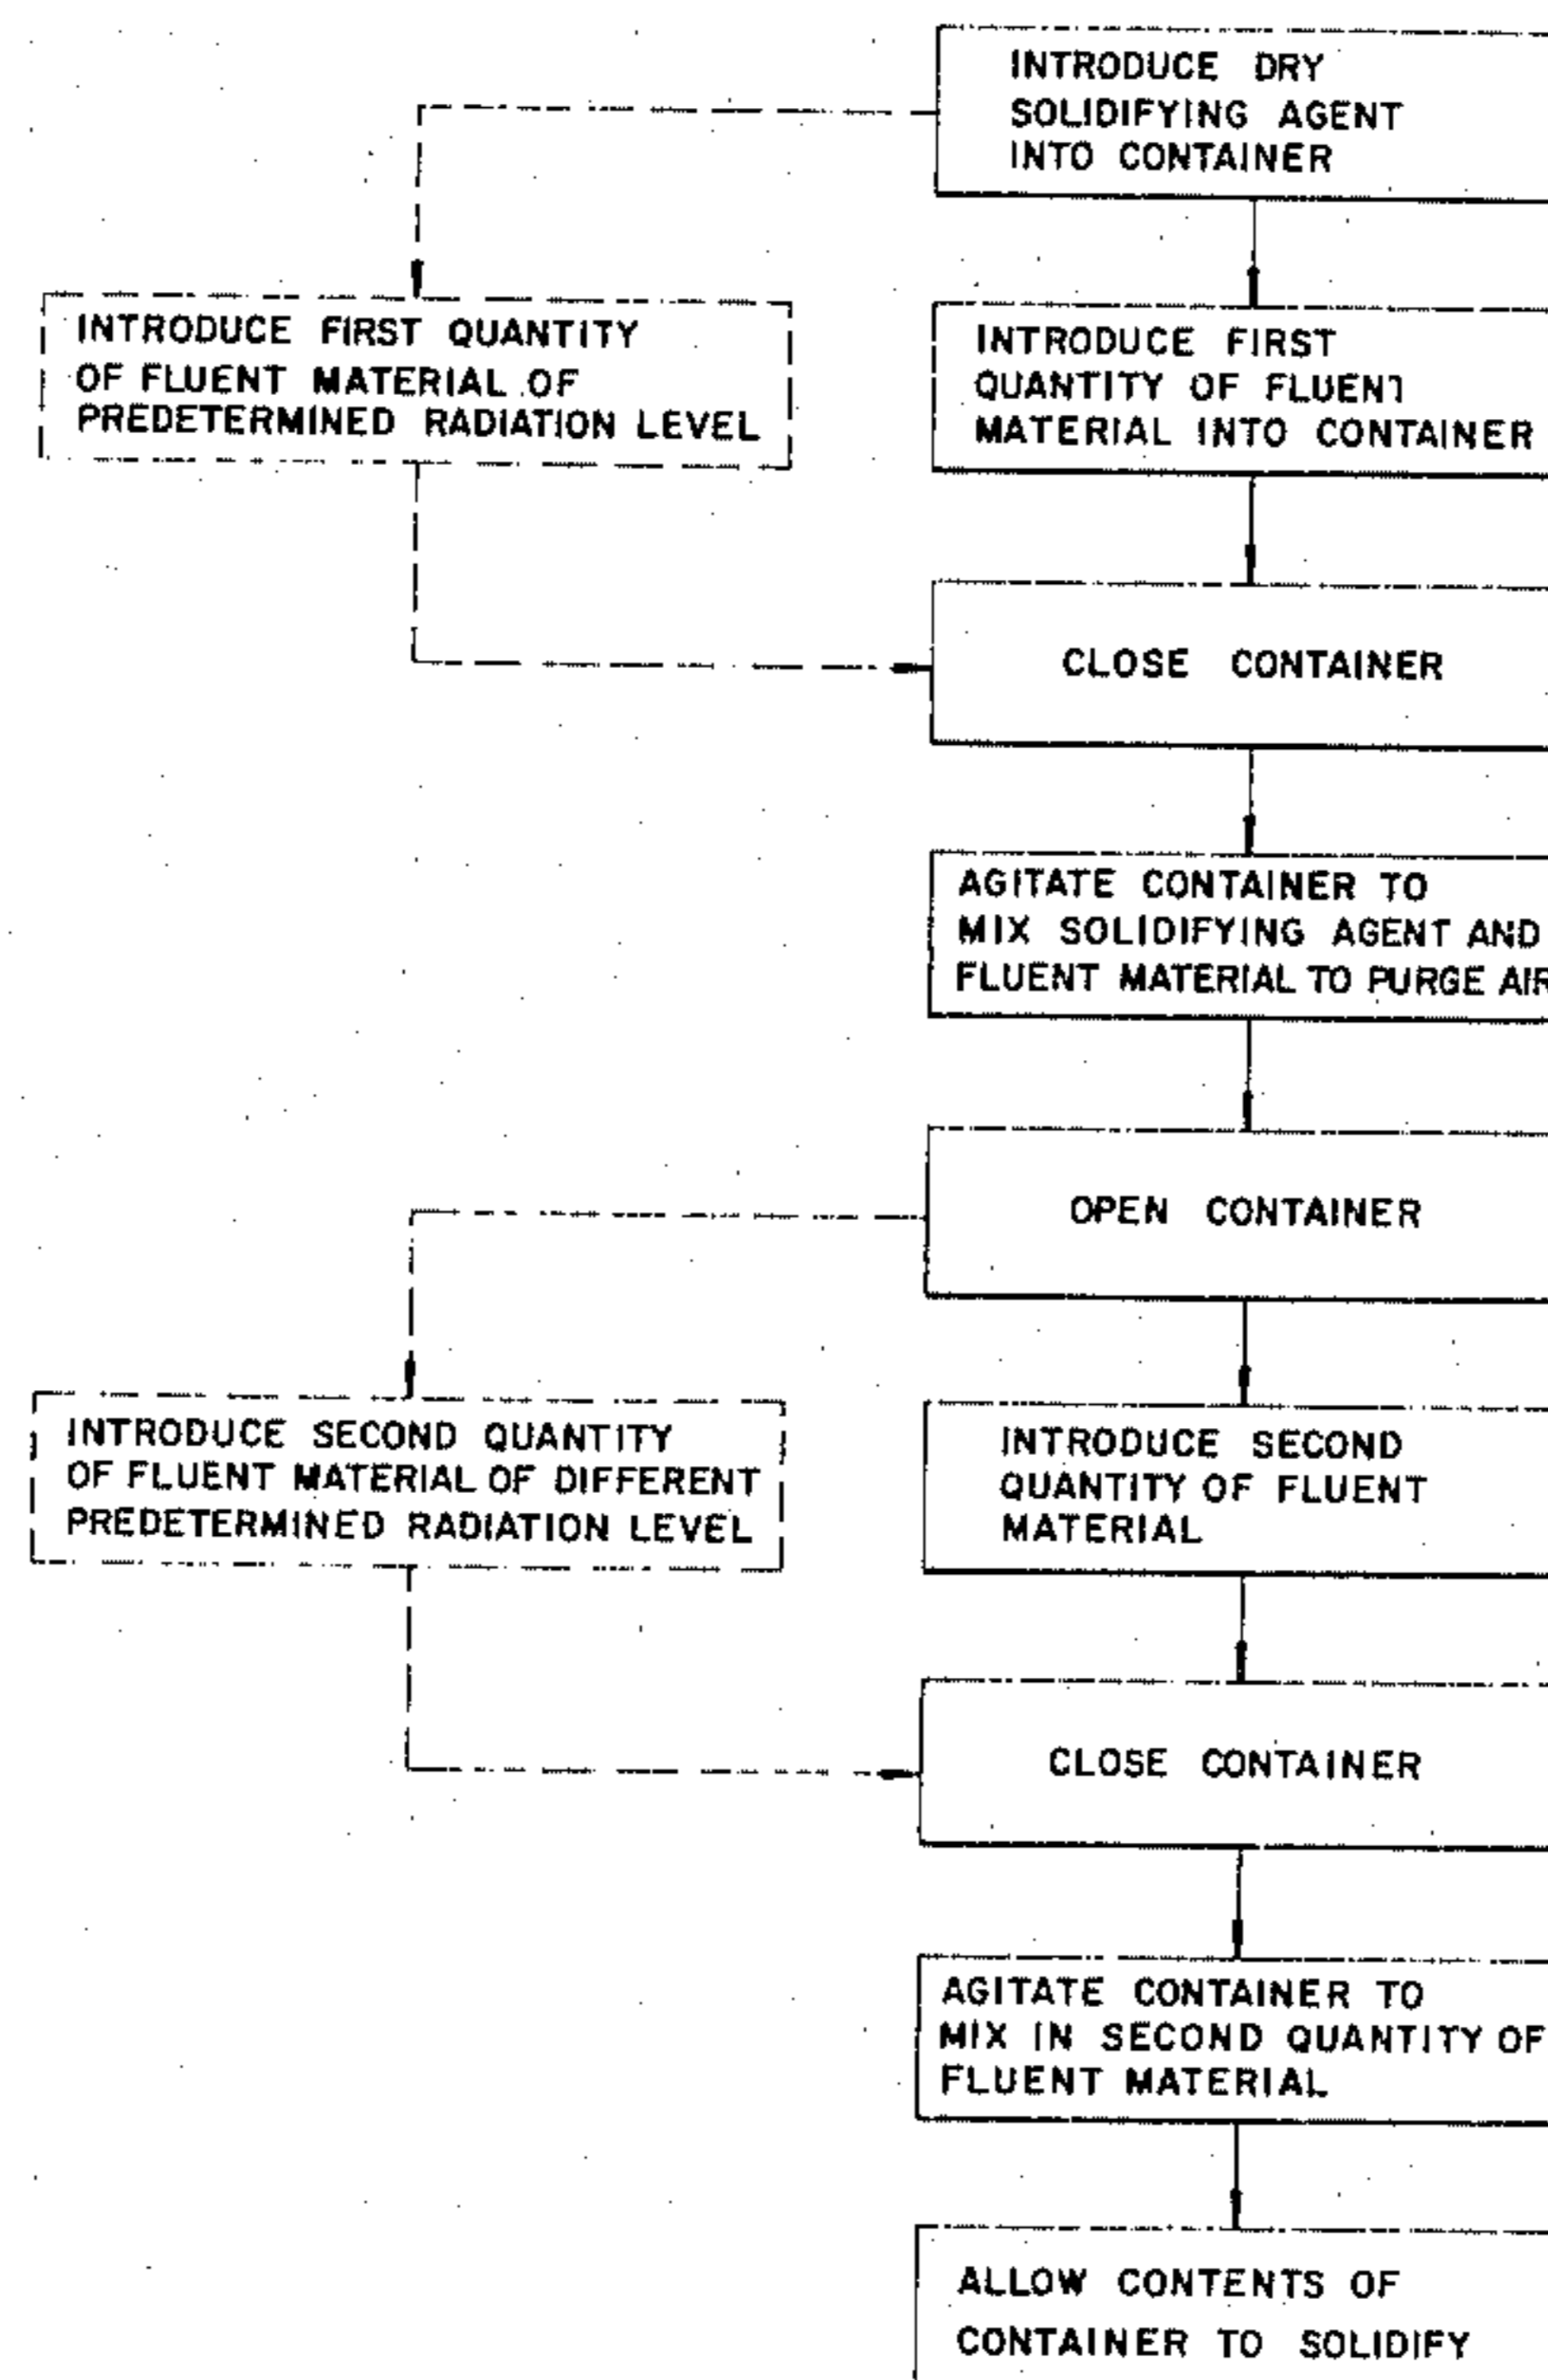 INTRODUCE DRY
SOLIDIFYING AGENT
INTO CONTAINER
INTRODUCE FIRST QUANTITY
OF FLUENT MATERIAL OF
PREDETERMINED RADIATION LEVEL
INTRODUCE FIRST
QUANTITY OF FLUENT
MATERIAL INTO CONTAINER
CLOSE CONTAINER
AGITATE CONTAINER TO
MIX SOLIDIFYING AGENT AND
FLUENT MATERIAL TO PURGE AIR
OPEN CONTAINER
INTRODUCE SECOND QUANTITY
OF FLUENT MATERIAL OF DIFFERENT
PREDETERMINED RADIATION LEVEL
INTRODUCE SECOND
QUANTITY OF FLUENT
MATERIAL
CLOSE CONTAINER
AGITATE CONTAINER TO
MIX IN SECOND QUANTITY OF
FLUENT MATERIAL
ALLOW CONTENTS OF
CONTAINER TO SOLIDIFY